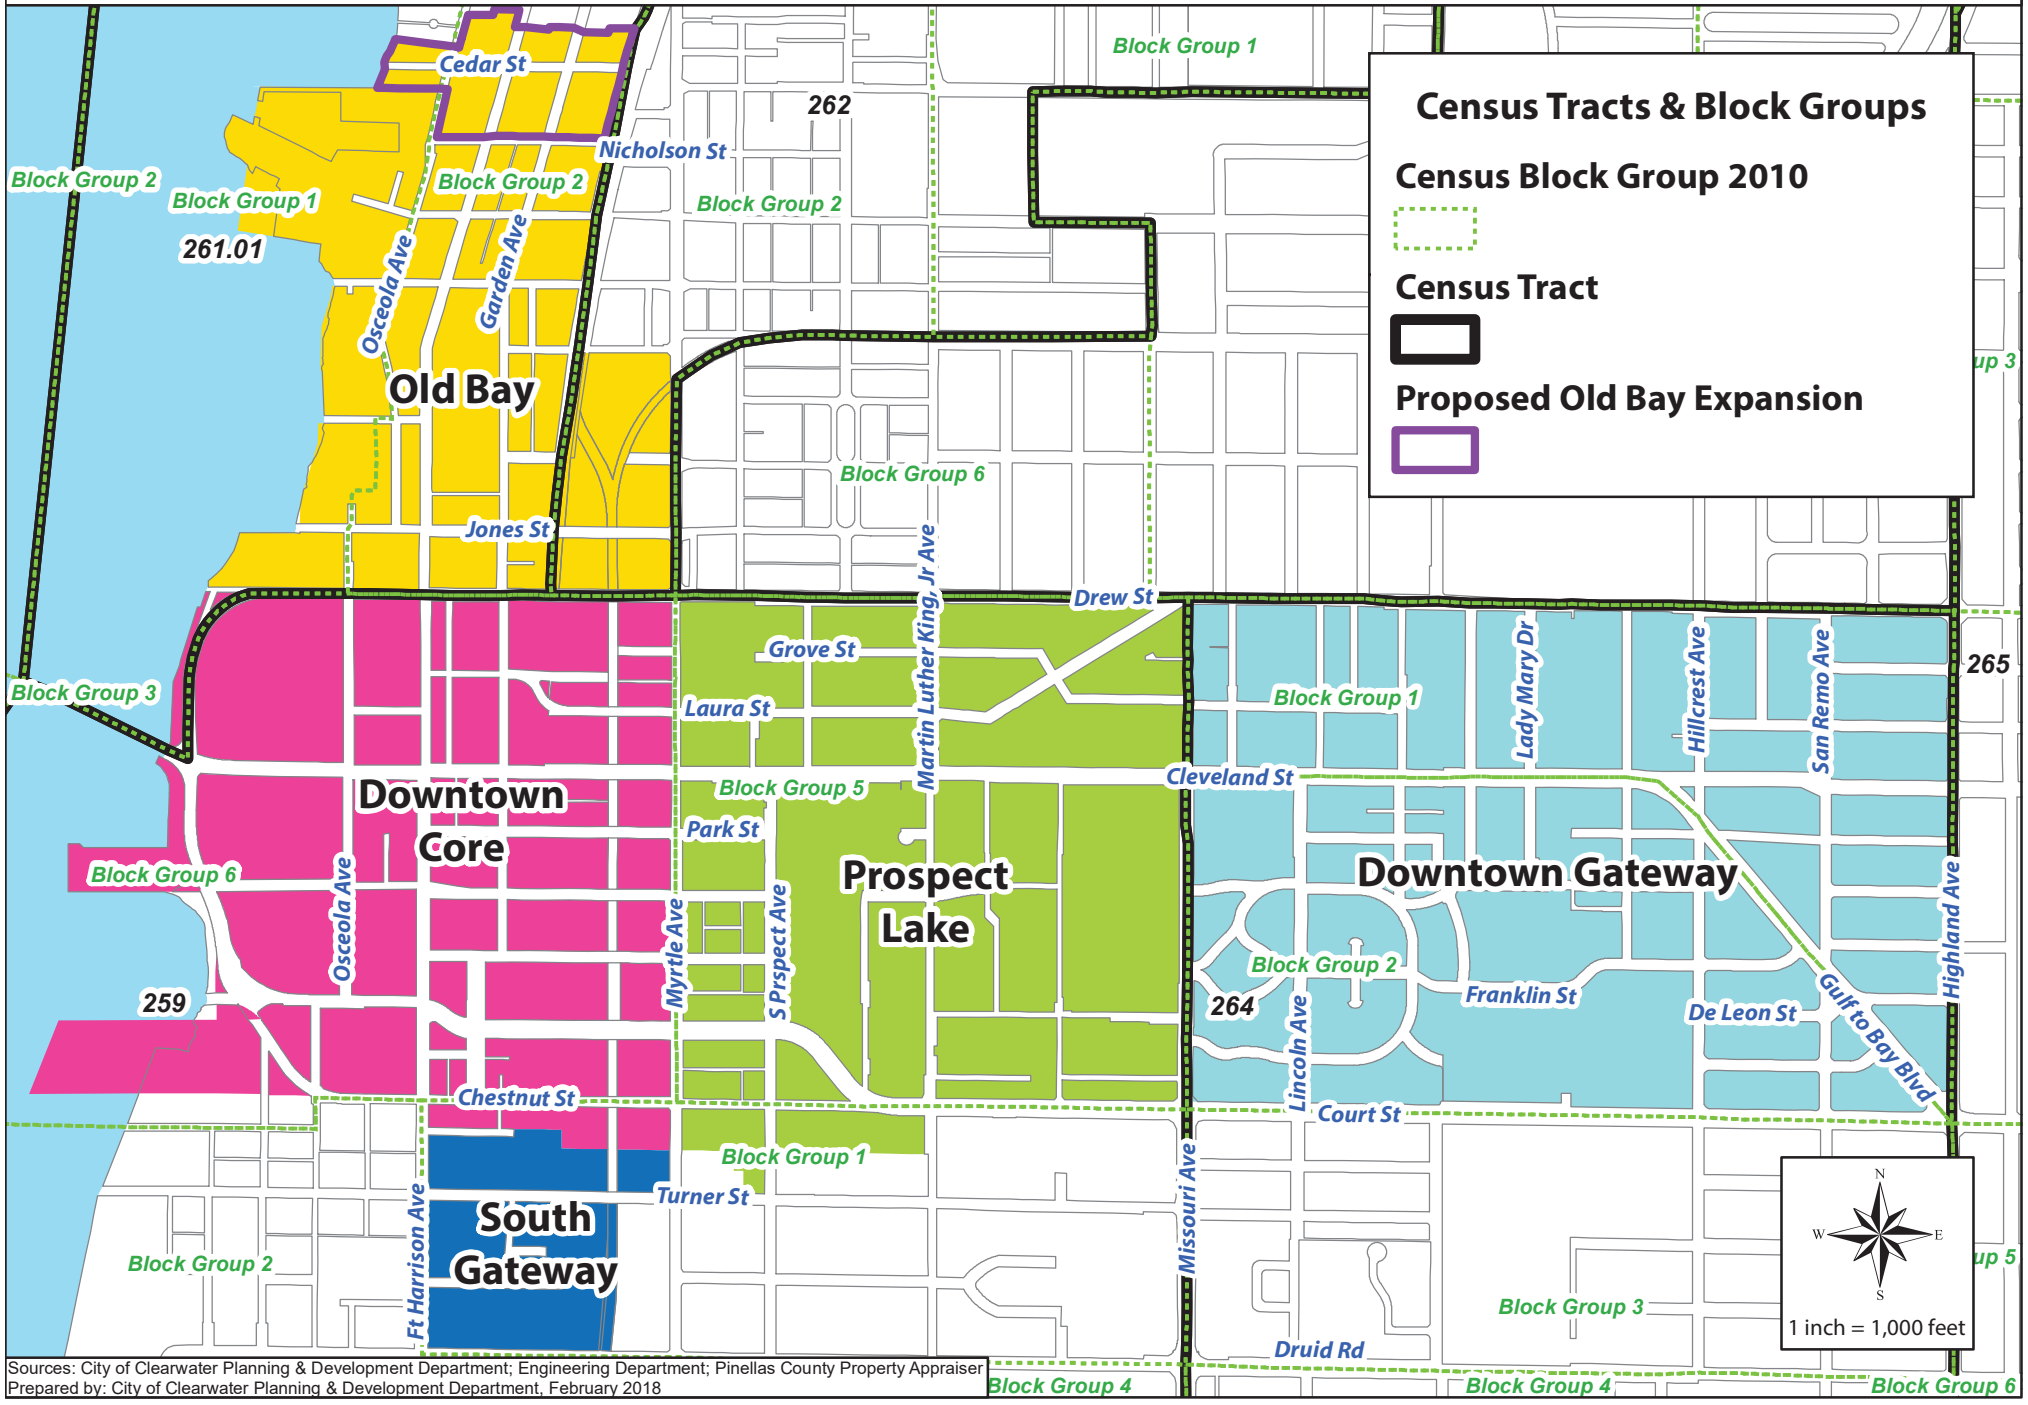 Block Group 1
Cedar St
262
Census Tracts & Block Groups
Nicholson St
Census Block Group 2010
Block Group 2
Block Group 2
Block Group 1
Block Group 2
261.01
Osceola Ave
Garden Ave
Census Tract
up 3
Old Bay
Proposed Old Bay Expansion
Block Group 6
Jones St
Martin Luther King, Jr Ave
Drew St
Grove St
Lady Mary Dr
Hillcrest Ave
San Remo Ave
265
Block Group 3
Laura St
Block Group 1
Cleveland St
Block Group 5
Downtown
Core
Park St
Block Group 6
Osceola Ave
Myrtle Ave
S Prspect Ave
Prospect
Lake
Downtown Gateway
Highland Ave
Block Group 2
259
264
Lincoln Ave
Franklin St
De Leon St
Gulf to Bay Blvd
Chestnut St
Court St
Block Group 1
Missouri Ave
Turner St
Ft Harrison Ave
South
Gateway
Block Group 2
Block Group 3
up 5
N
W
E
S
1 inch = 1,000 feet
Druid Rd
Sources: City of Clearwater Planning & Development Department; Engineering Department; Pinellas County Property Appraiser
Prepared by: City of Clearwater Planning & Development Department, February 2018
Block Group 4
Block Group 4
Block Group 6